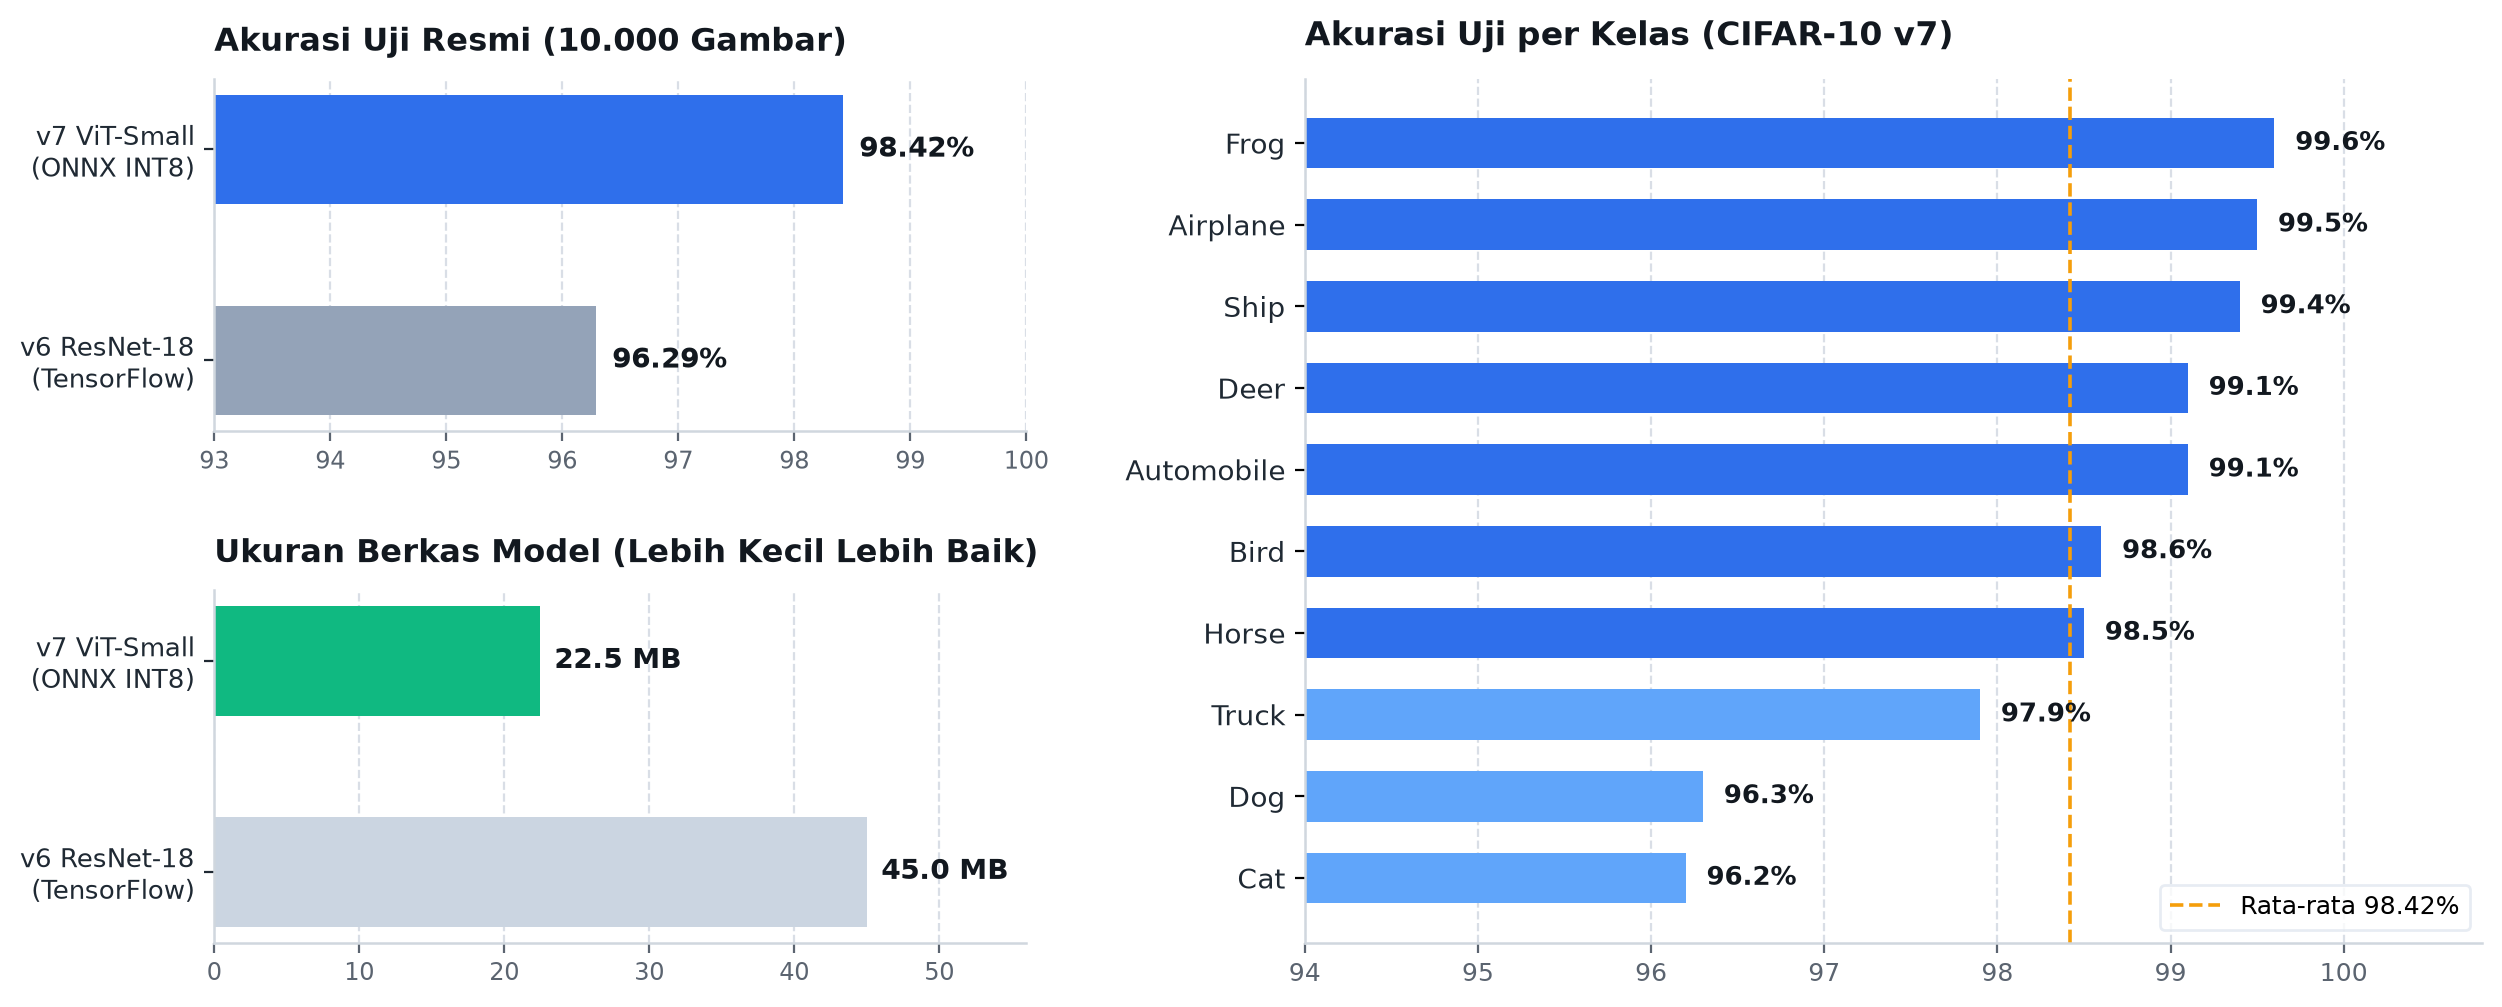 Akurasi Uji Resmi (10.000 Gambar)
v7 ViT-Small
(ONNX INT8)
98.42%
v6 ResNet-18
(TensorFlow)
96.29%
93 94 95 96 97 98 99 100
Ukuran Berkas Model (Lebih Kecil Lebih Baik)
v7 ViT-Small
(ONNX INT8)
22.5 MB
v6 ResNet-18
(TensorFlow)
45.0 MB
0 10 20 30 40 50
Akurasi Uji per Kelas (CIFAR-10 v7)
Frog 99.6%
Airplane 99.5%
Ship 99.4%
Deer 99.1%
Automobile 99.1%
Bird 98.6%
Horse 98.5%
Truck 97.9%
Dog 96.3%
Cat 96.2%
Rata-rata 98.42%
94 95 96 97 98 99 100